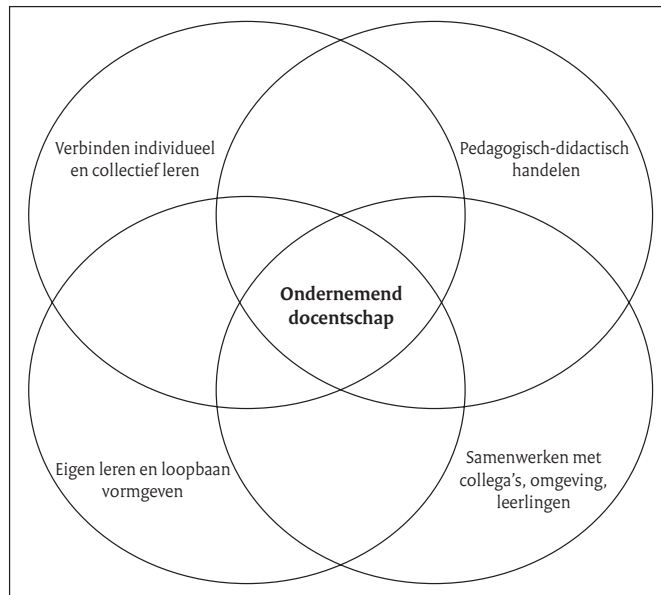 Verbinden individueel
en collectief leren
Pedagogisch-didactisch
handelen
Ondernemend
docentschap
Eigen leren en loopbaan
vormgeven
Samenwerken met
collega’s, omgeving,
leerlingen